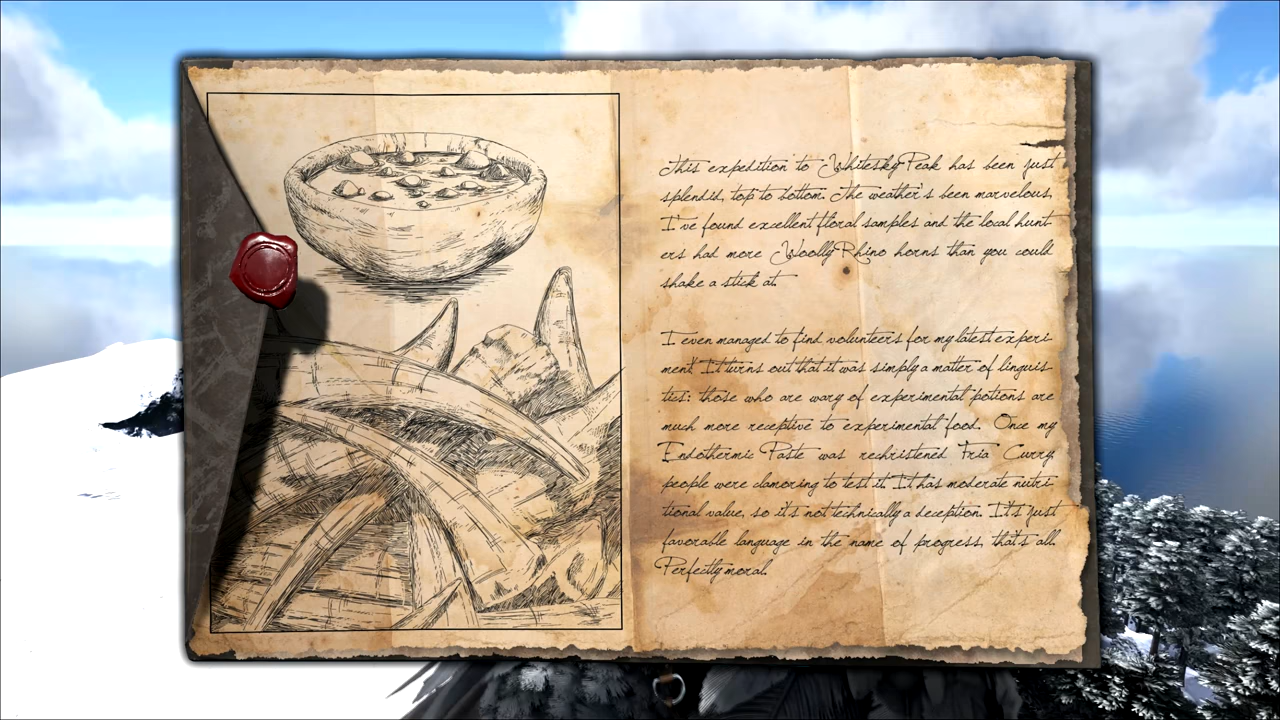 This expedition to Whitesky Peak has been just
splendid, top to bottom. The weather's been marvelous,
I've found excellent floral samples and the local hunt-
ers had more Woolly Rhino horns than you could
shake a stick at.
I even managed to find volunteers for my latest experi-
ment. It turns out that it was simply a matter of linguis-
tics: those who are wary of experimental potions are
much more receptive to experimental food. Once my
Endothermic Paste was rechristened Fria Curry,
people were clamoring to test it. It has moderate nutri-
tional value, so it's not technically a deception. It's just
favorable language in the name of progress, that's all.
Perfectly moral.